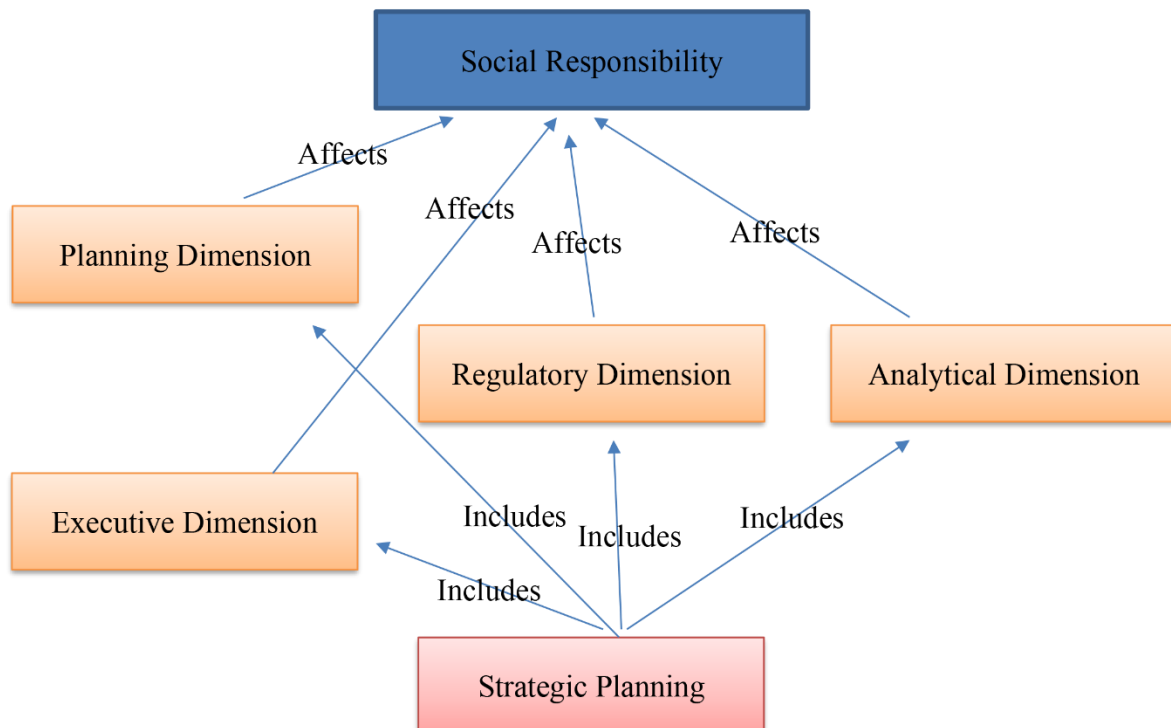 Social Responsibility
Affects
Affects
Affects
Affects
Planning Dimension
Regulatory Dimension
Analytical Dimension
Executive Dimension
Includes
Includes
Includes
Includes
Strategic Planning